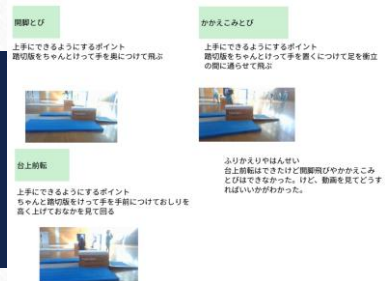 開脚とび
上手にできるようにするポイント
踏切版をちゃんとけって手を奥につけて飛ぶ
かかえこみとび
上手にできるようにするポイント
踏切版をちゃんとけって手を置くにつけて足を衝立
の間に通らせて飛ぶ
台上前転
上手にできるようにするポイント
ちゃんと踏切版をけって手を手前につけておしりを
高く上げておなかを見て回る
ふりかえりやはんせい
台上前転はできたけど開脚飛びやかかえこみ
とびはできなかった。けど、動画を見てどうす
ればいいかがわかった。